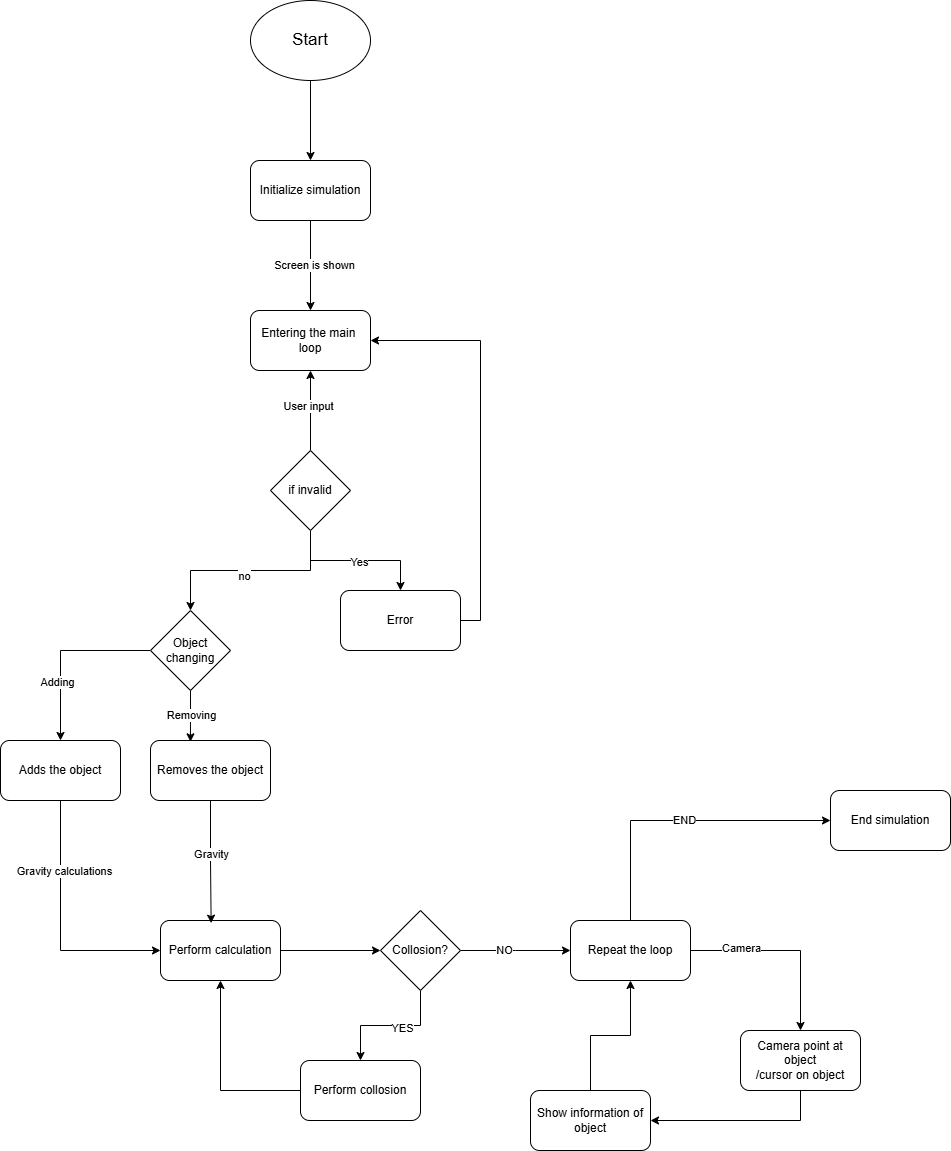 Start
Initialize simulation
Screen is shown
Entering the main
loop
User input
if invalid
Yes
no
Error
Object
changing
Adding
Removing
Adds the object
Removes the object
Gravity
Gravity calculations
END
End simulation
Perform calculation
Collosion?
NO
Repeat the loop
Camera
YES
Camera point at
object
/cursor on object
Perform collosion
Show information of
object